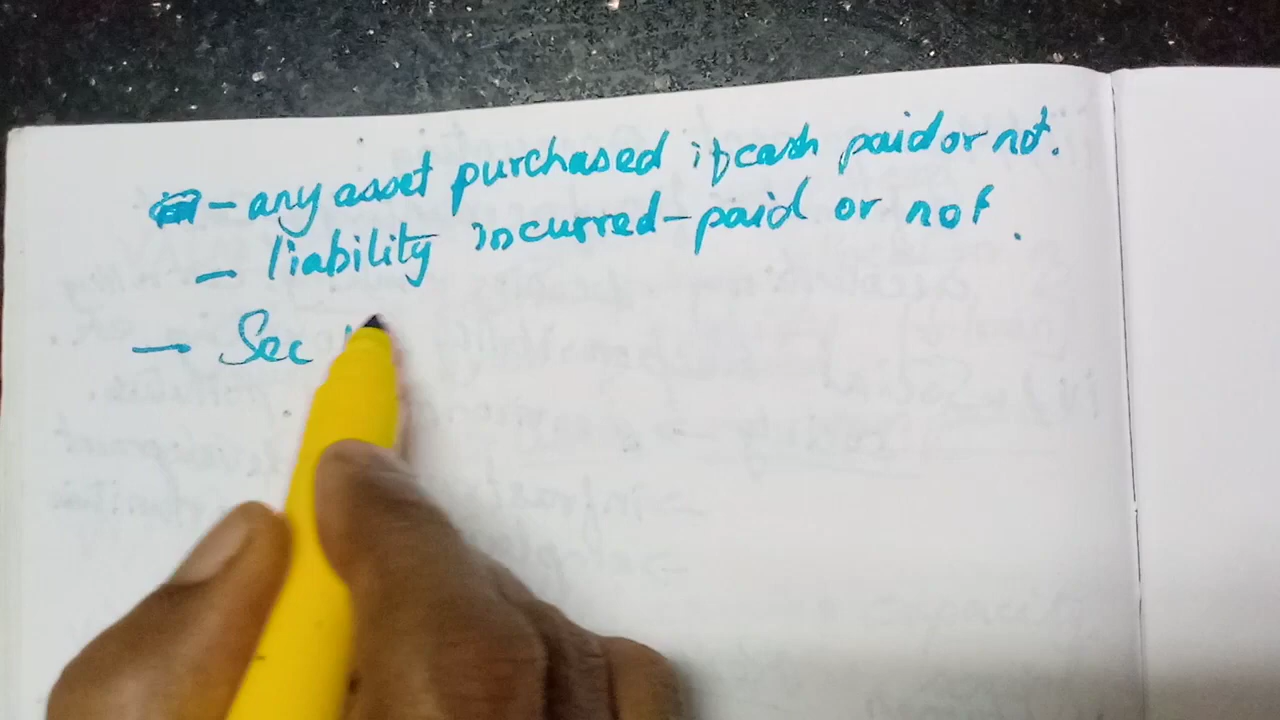 - any asset purchased if cash paid or not.
- liability incurred - paid or not.
- Sec